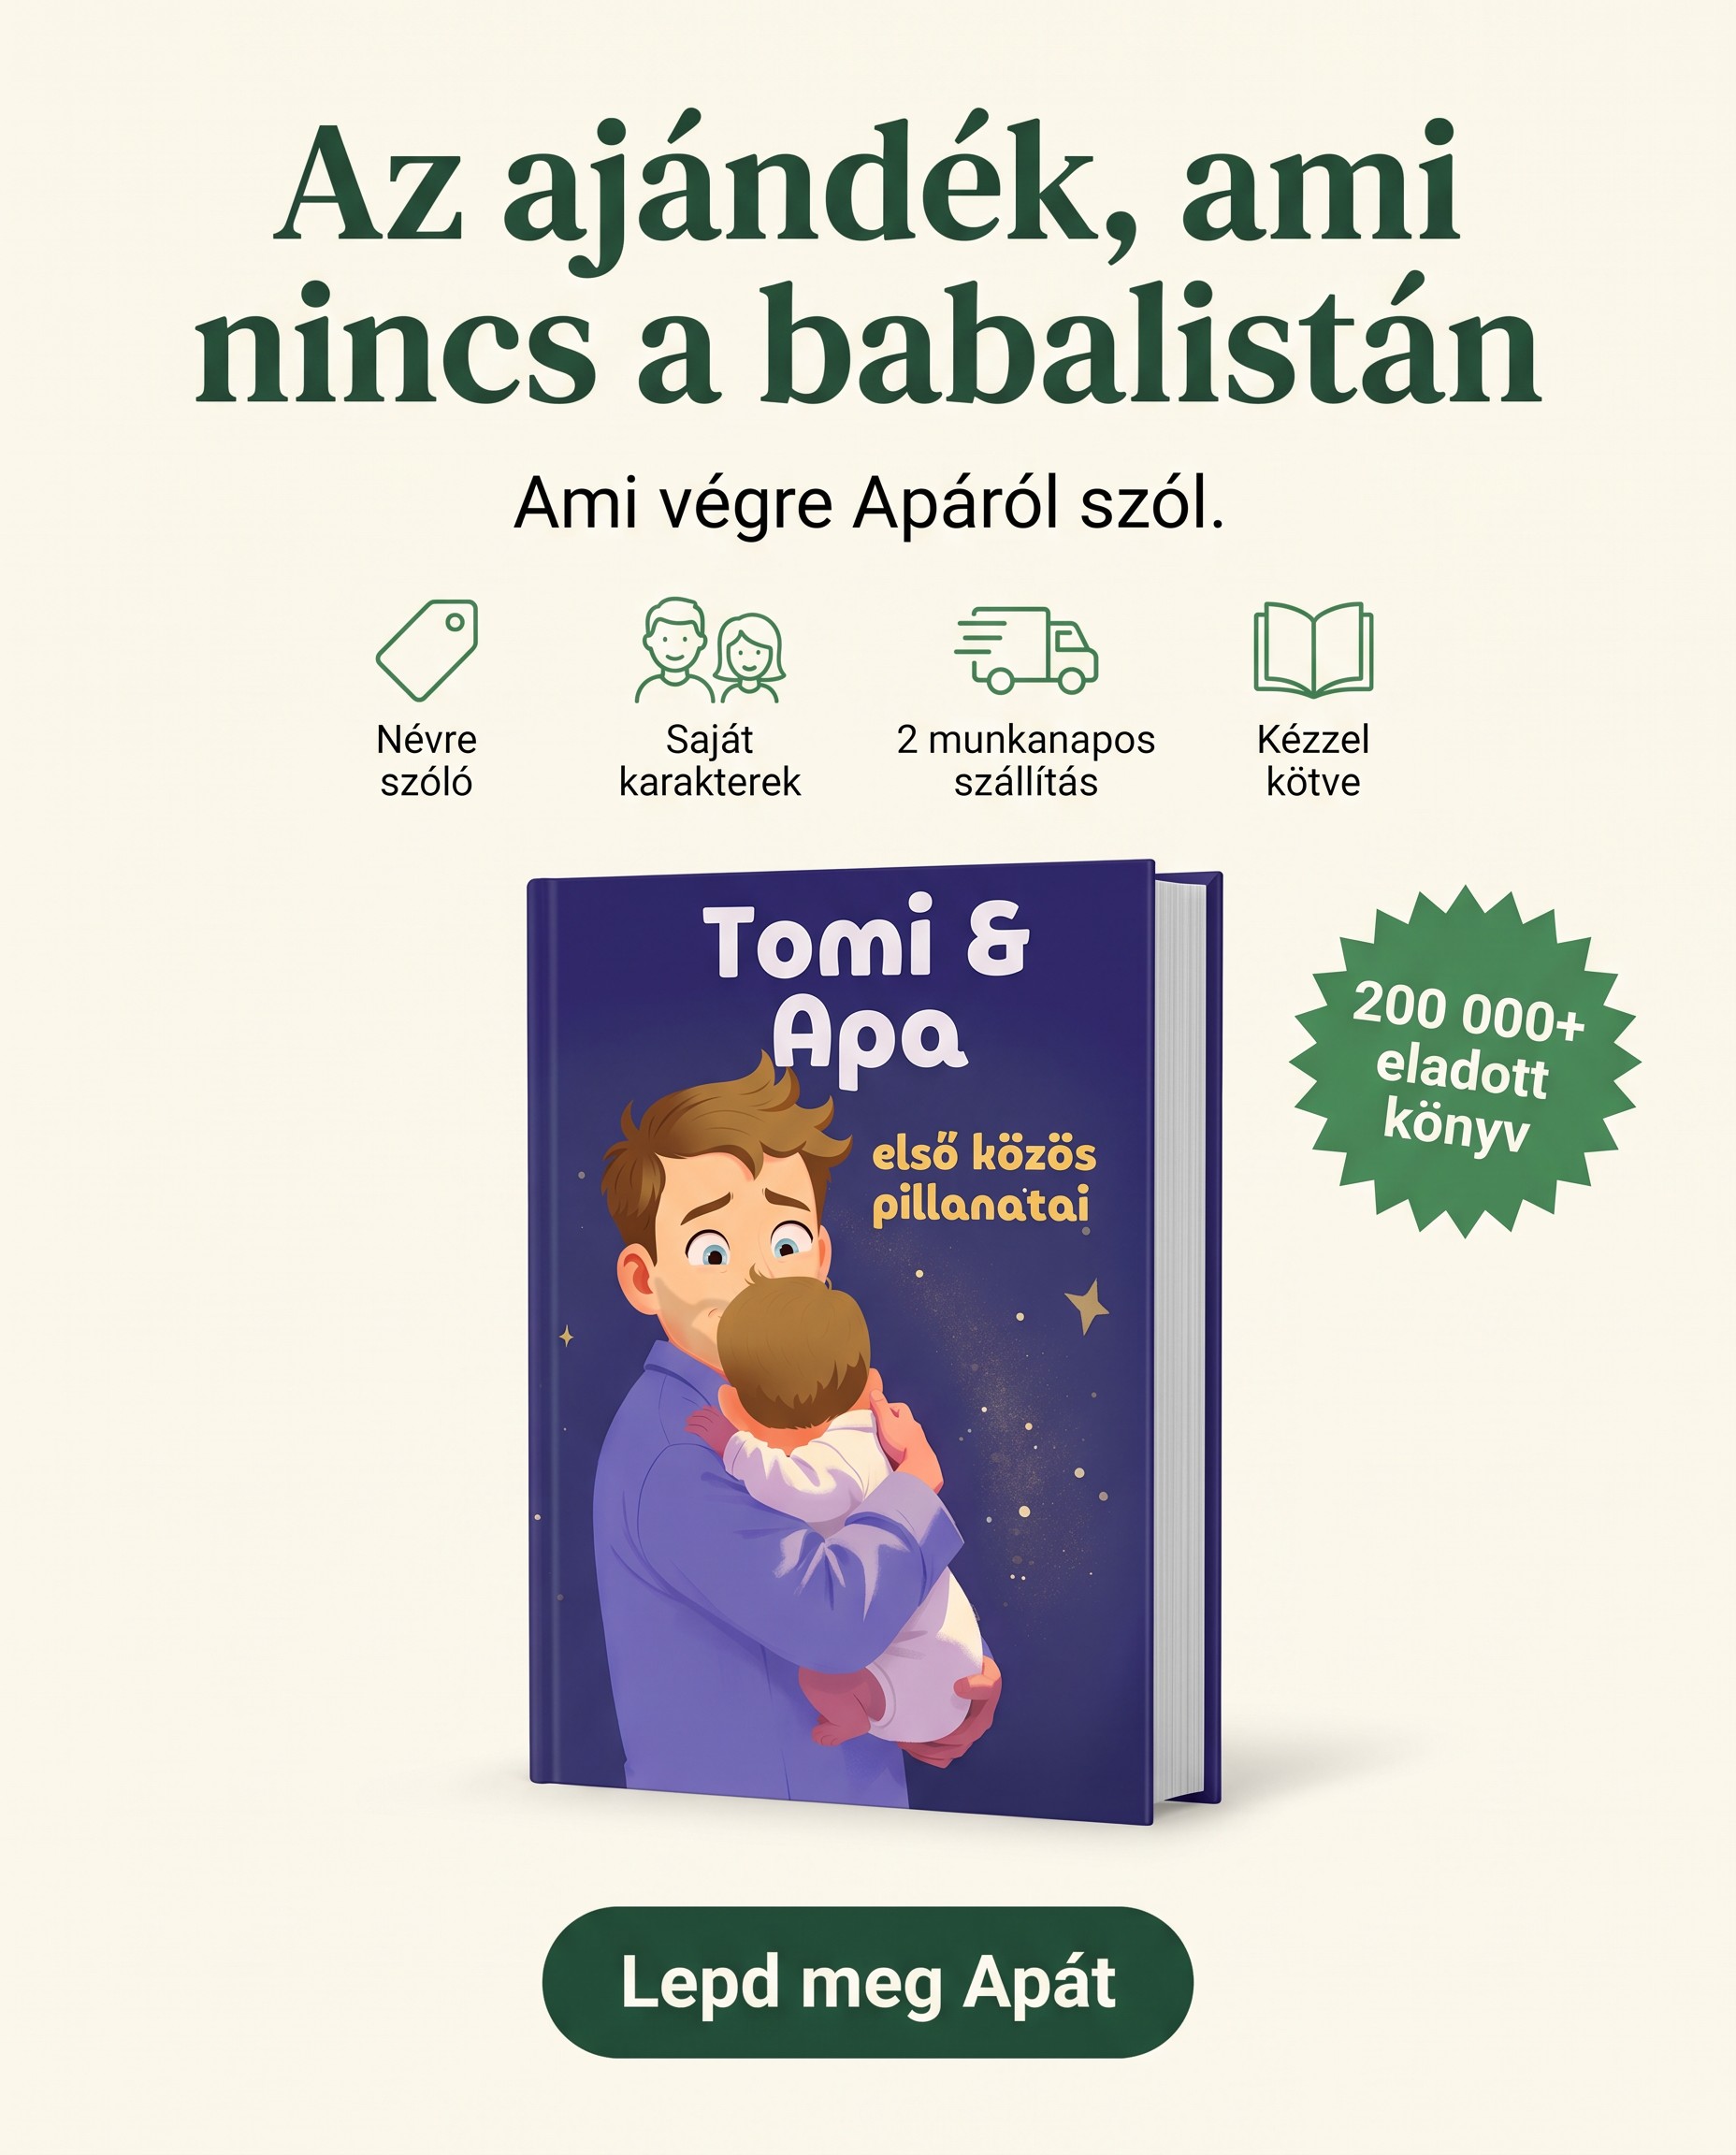 Az ajándék, ami
nincs a babalistán
Ami végre Apáról szól.
Névre
szóló
Saját
karakterek
2 munkanapos
szállítás
Kézzel
kötve
Tomi &
Apa
első közös
pillanatai
200 000+
eladott
könyv
Lepd meg Apát